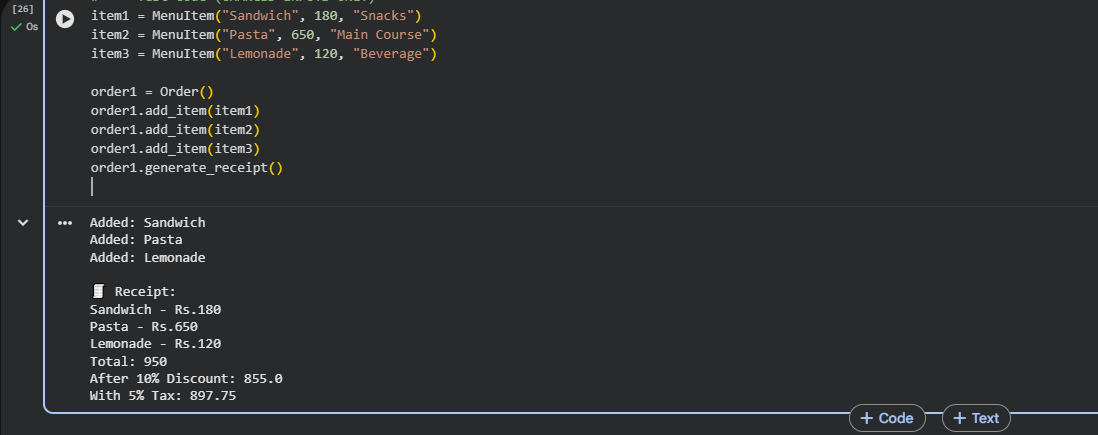 [26]
0s
item1 = MenuItem("Sandwich", 180, "Snacks")
item2 = MenuItem("Pasta", 650, "Main Course")
item3 = MenuItem("Lemonade", 120, "Beverage")
order1 = Order()
order1.add_item(item1)
order1.add_item(item2)
order1.add_item(item3)
order1.generate_receipt()
Added: Sandwich
Added: Pasta
Added: Lemonade
🧾 Receipt:
Sandwich - Rs.180
Pasta - Rs.650
Lemonade - Rs.120
Total: 950
After 10% Discount: 855.0
With 5% Tax: 897.75
+ Code + Text